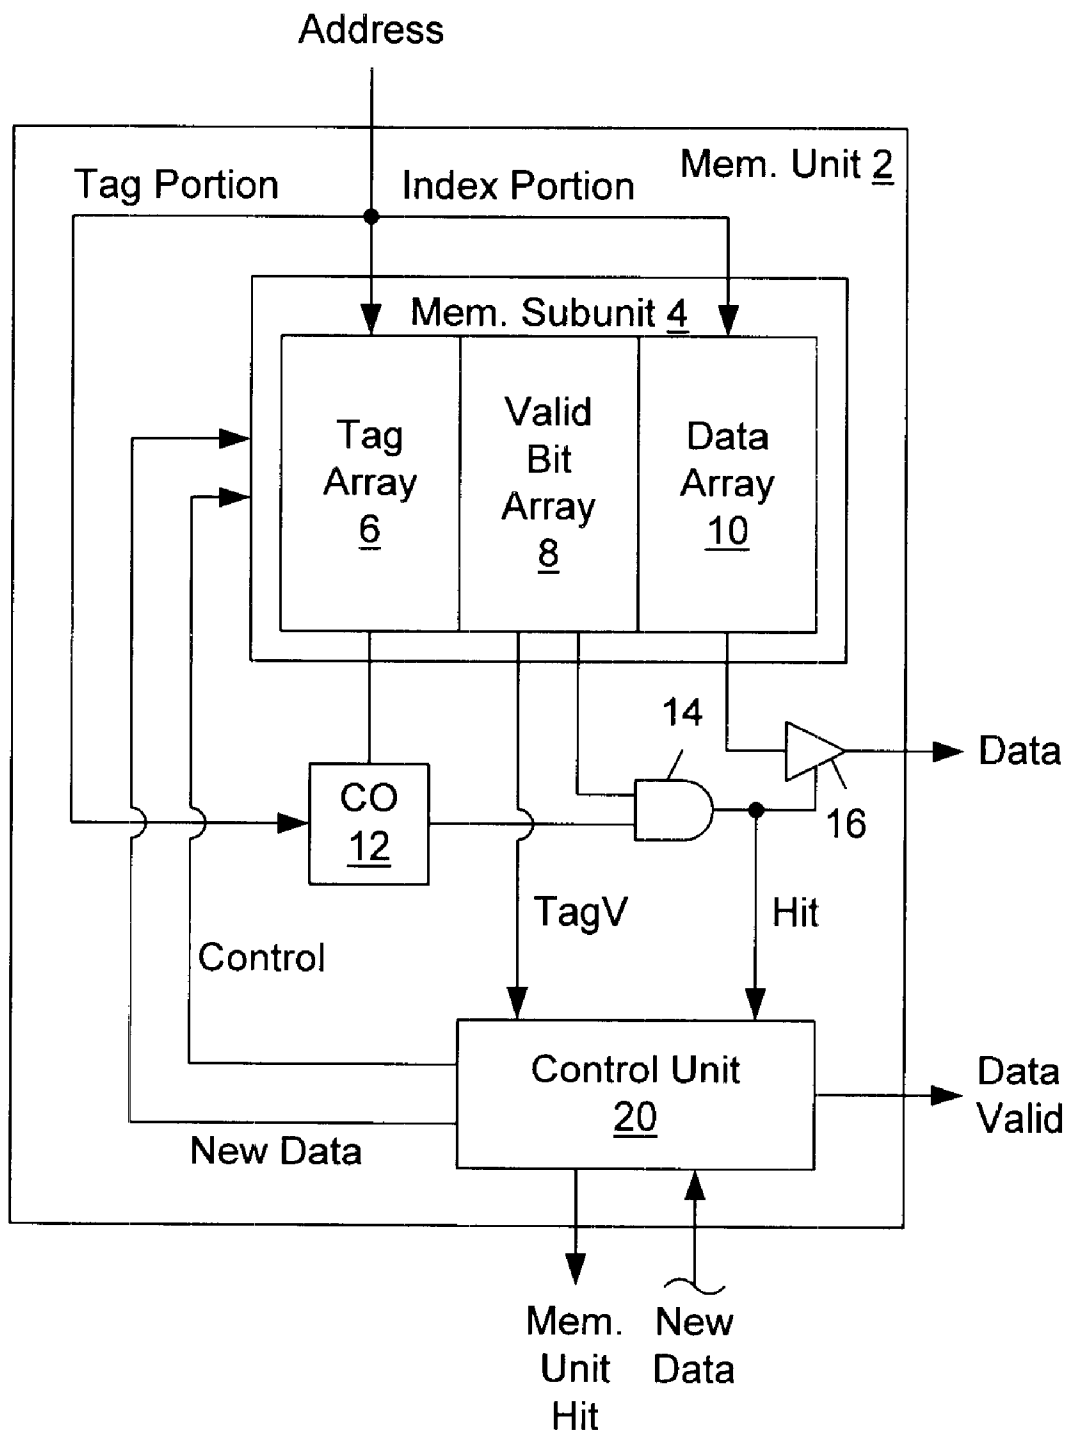 Address
Mem. Unit 2
Tag Portion
Index Portion
Mem. Subunit 4
Tag
Array
6
Valid
Bit
Array
8
Data
Array
10
14
Data
16
CO
12
TagV
Hit
Control
Control Unit
20
Data
Valid
New Data
Mem.
Unit
Hit
New
Data